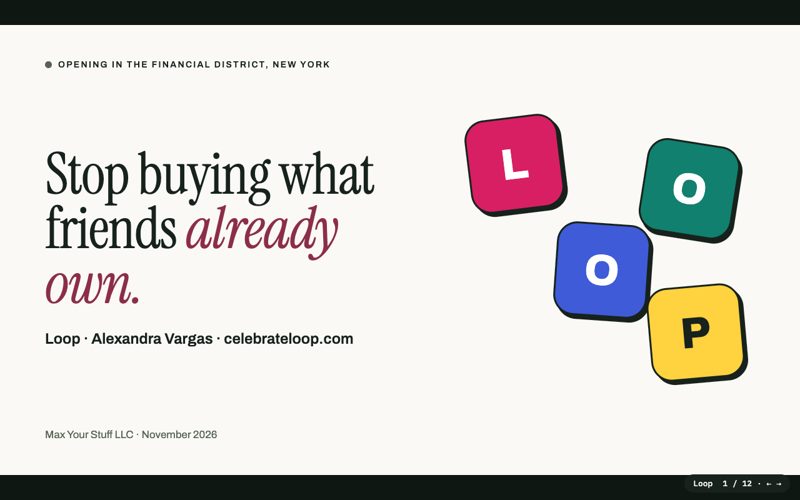 OPENING IN THE FINANCIAL DISTRICT, NEW YORK
Stop buying what
friends already
own.
Loop · Alexandra Vargas · celebrateloop.com
Max Your Stuff LLC · November 2026
L
O
O
P
Loop 1 / 12 · ← →